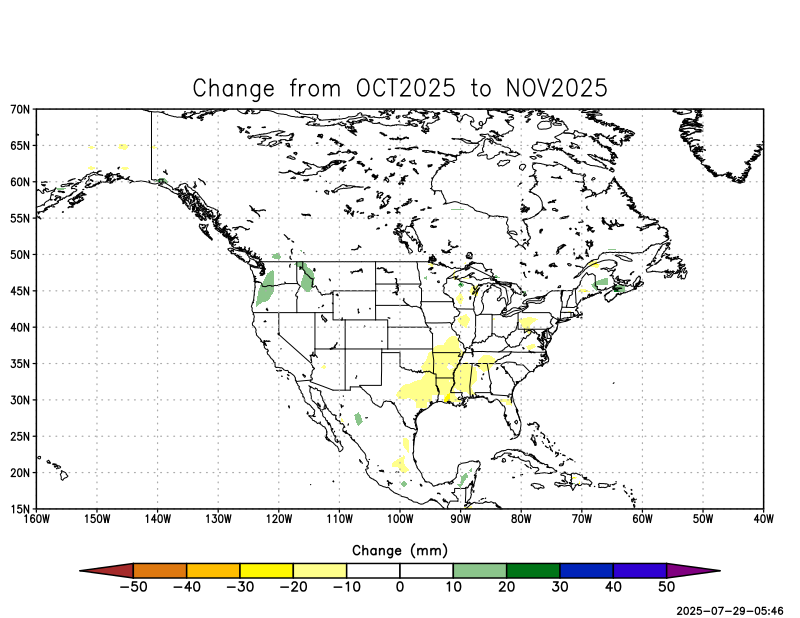 Change from OCT2025 to NOV2025
70N
65N
60N
55N
50N
45N
40N
35N
30N
25N
20N
15N
160W 150W 140W 130W 120W 110W 100W 90W 80W 70W 60W 50W 40W
Change (mm)
−50 −40 −30 −20 −10 0 10 20 30 40 50
2025-07-29-05:46